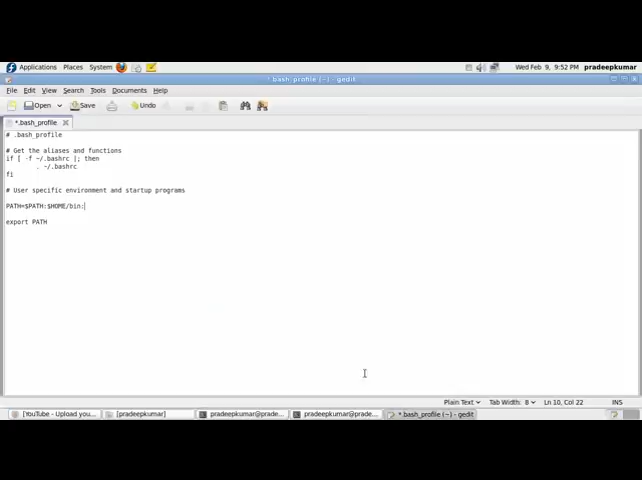 Applications Places System Wed Feb 9, 9:52 PM pradeepkumar
*.bash_profile (~) - gedit
File Edit View Search Tools Documents Help
Open Save Undo
*.bash_profile
# .bash_profile
# Get the aliases and functions
if [ -f ~/.bashrc ]; then
. ~/.bashrc
fi
# User specific environment and startup programs
PATH=$PATH:$HOME/bin:
export PATH
Plain Text Tab Width: 8 Ln 10, Col 22 INS
[YouTube - Upload you... [pradeepkumar] pradeepkumar@prade... pradeepkumar@prade... *.bash_profile (~) - gedit